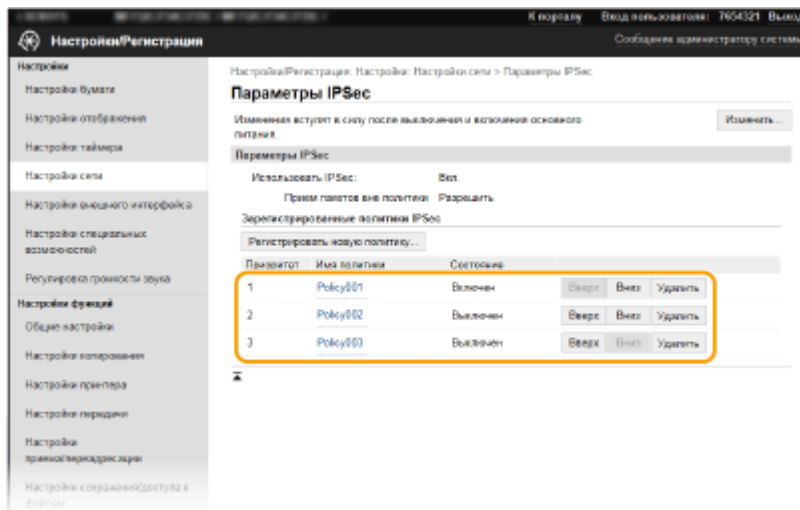 К порталу Вход пользователя: 7654321 Выход
Настройки/Регистрация
Сообщение администратору системы
Настройки
Настройки бумаги
Настройки отображения
Настройки таймера
Настройки сети
Настройки внешнего интерфейса
Настройки специальных
возможностей
Регулировка громкости звука
Настройки функций
Общие настройки
Настройки копирования
Настройки принтера
Настройки передачи
Настройки
приема/переадресации
Настройки сохранения/доступа к
файлам
Настройки/Регистрация: Настройки: Настройки сети > Параметры IPSec
Параметры IPSec
Изменения вступят в силу после выключения и включения основного
питания.
Изменить...
Параметры IPSec
Использовать IPSec: Вкл.
Прием пакетов вне политики Разрешить
Зарегистрированные политики IPSec
Регистрировать новую политику...
Приоритет Имя политики Состояние
1 Policy001 Включен Вверх Вниз Удалить
2 Policy002 Выключен Вверх Вниз Удалить
3 Policy003 Выключен Вверх Вниз Удалить